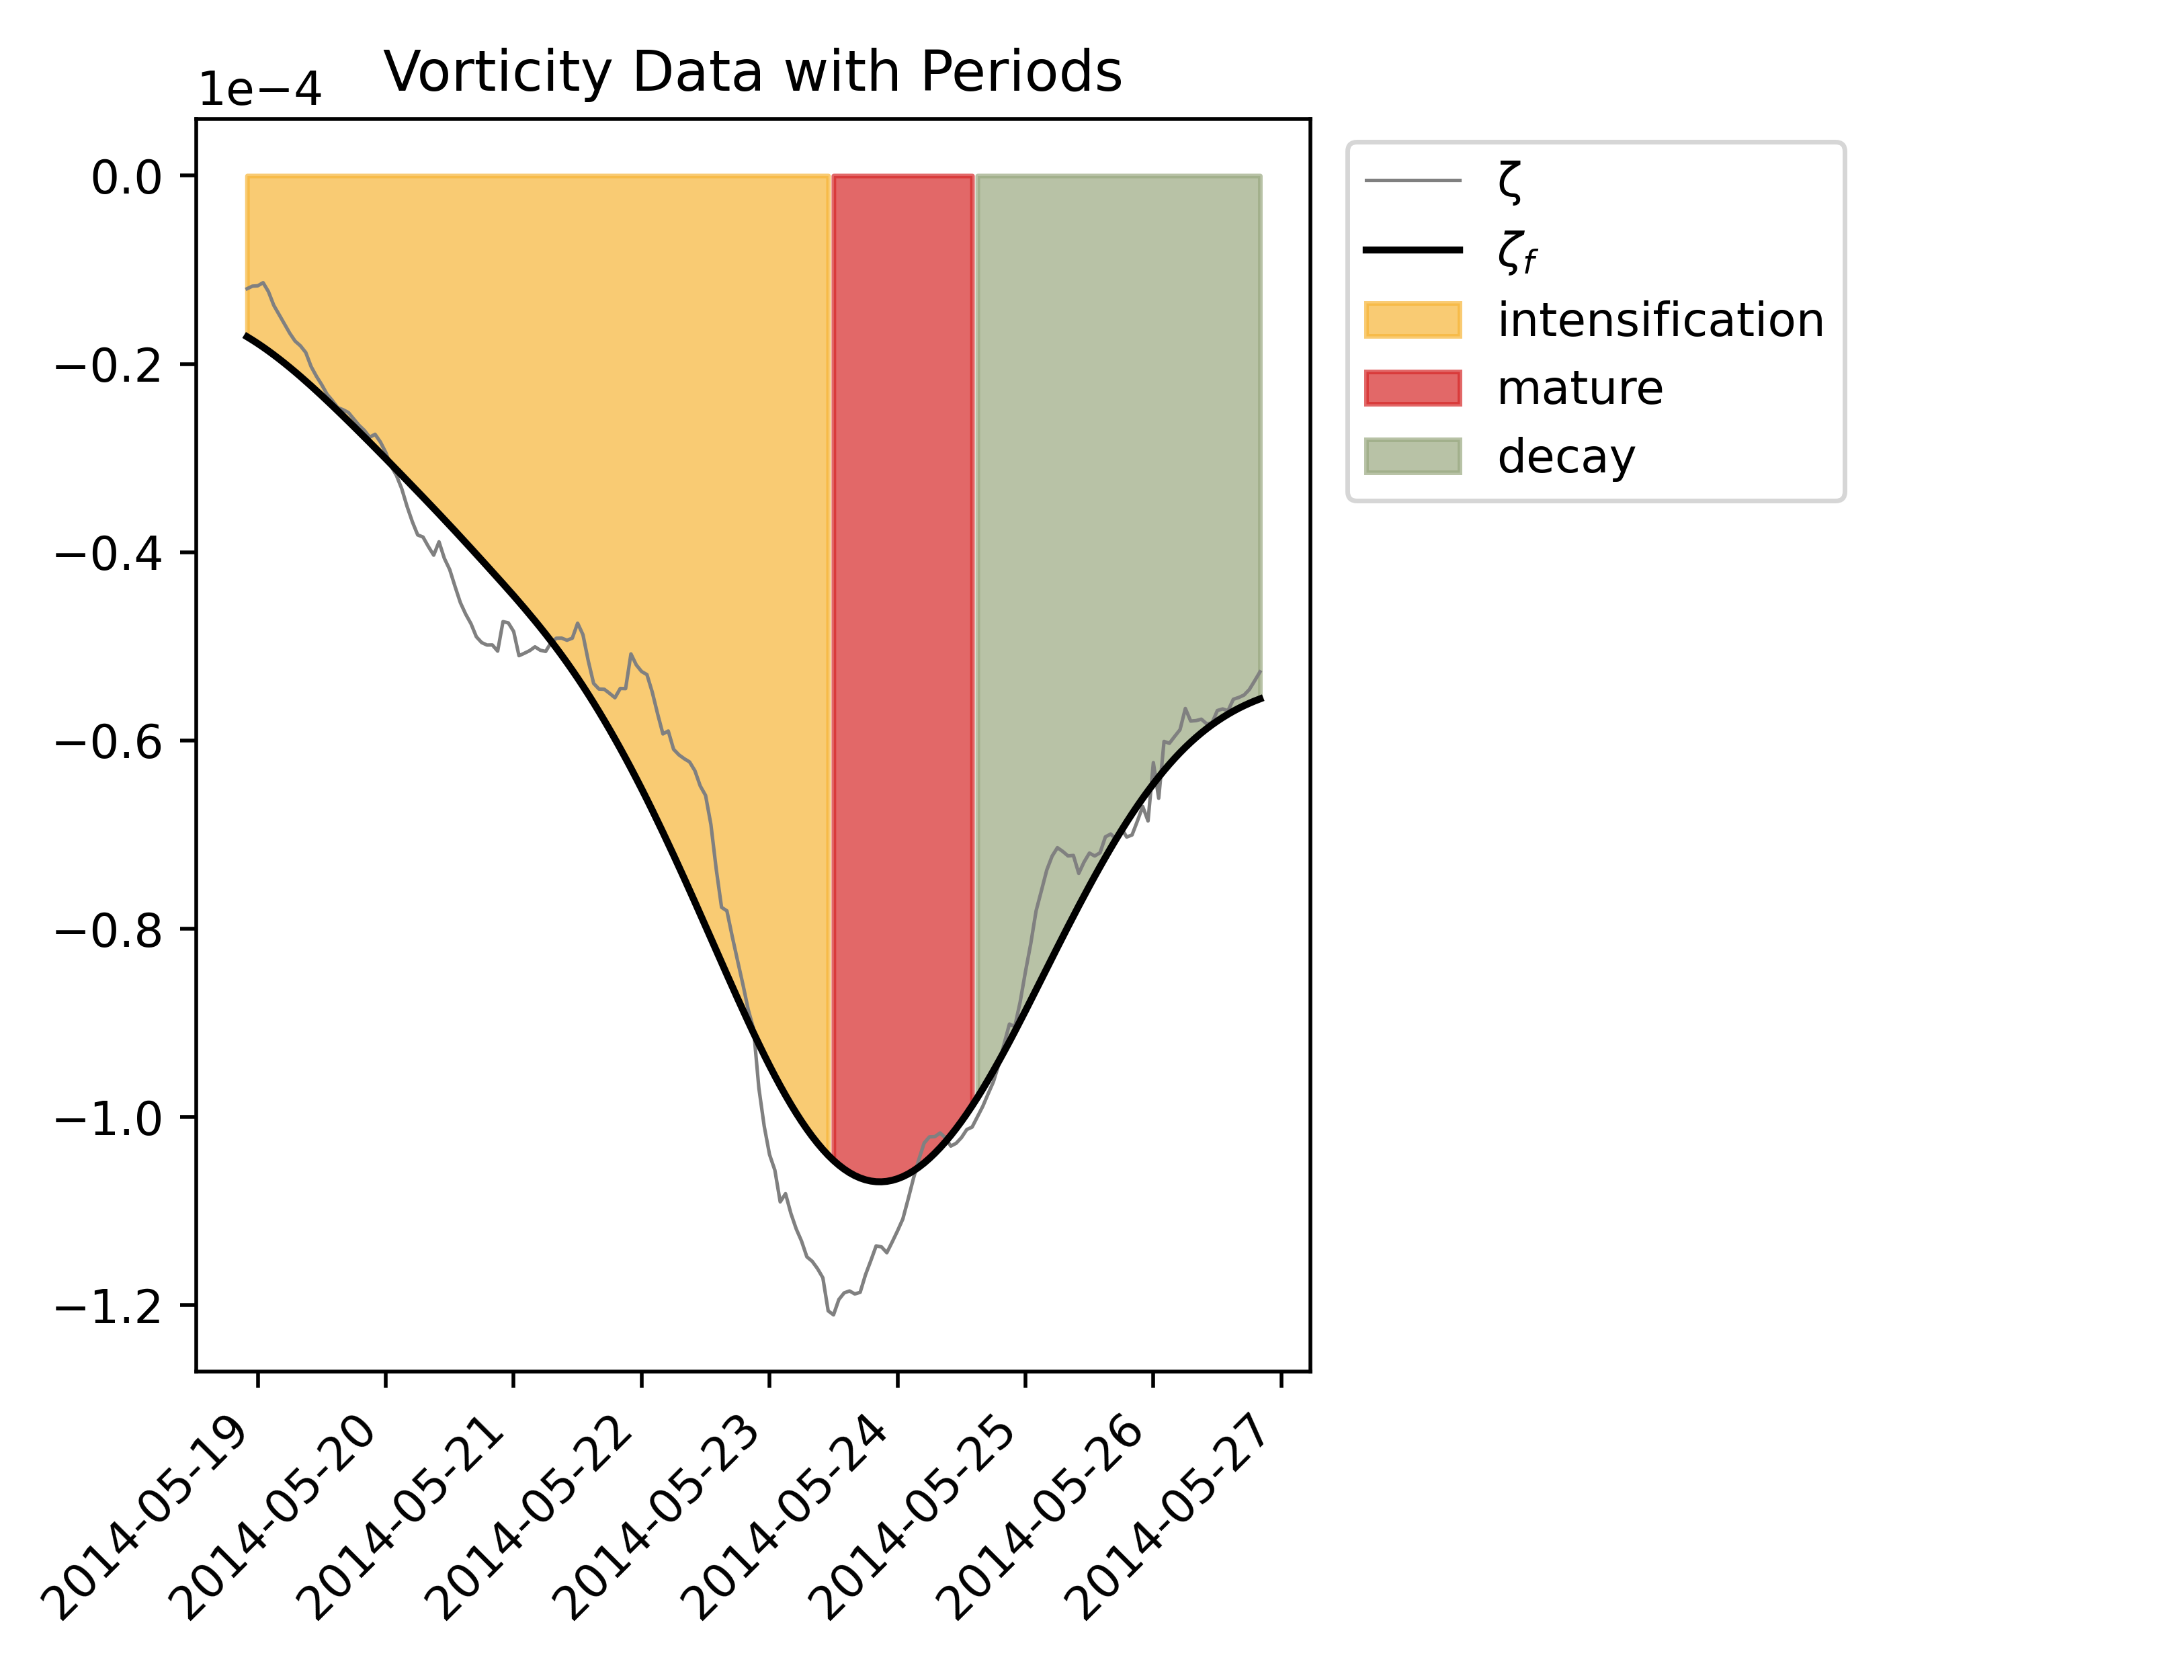 Vorticity Data with Periods
1e−4
0.0
−0.2
−0.4
−0.6
−0.8
−1.0
−1.2
2014-05-19
2014-05-20
2014-05-21
2014-05-22
2014-05-23
2014-05-24
2014-05-25
2014-05-26
2014-05-27
ζ
ζf
intensification
mature
decay